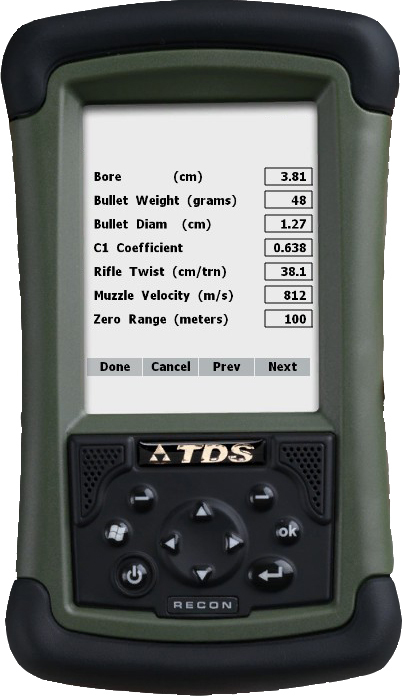 Bore (cm) 3.81
Bullet Weight (grams) 48
Bullet Diam (cm) 1.27
C1 Coefficient 0.638
Rifle Twist (cm/trn) 38.1
Muzzle Velocity (m/s) 812
Zero Range (meters) 100
Done Cancel Prev Next
TDS
ok
RECON